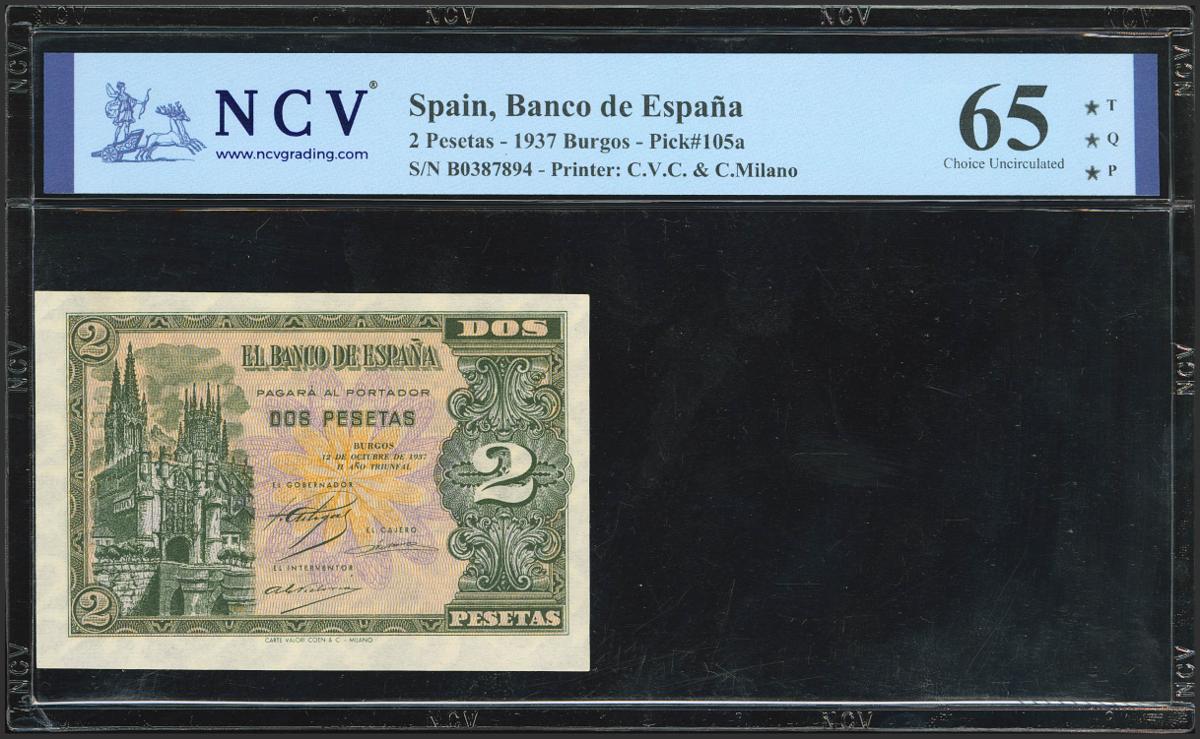 NCV NCV NCV
NCV®
www.ncvgrading.com
Spain, Banco de España
2 Pesetas - 1937 Burgos - Pick#105a
S/N B0387894 - Printer: C.V.C. & C.Milano
65
Choice Uncirculated
★ T
★ Q
★ P
2
DOS
EL BANCO DE ESPAÑA
PAGARÁ AL PORTADOR
DOS PESETAS
BURGOS
12 DE OCTUBRE DE 1937
II AÑO TRIUNFAL
2
EL GOBERNADOR
EL CAJERO
EL INTERVENTOR
2
PESETAS
CARTE VALORI COEN & C - MILANO
NCV
NCV
NCV
NCV
NCV
NCV
NCV NCV